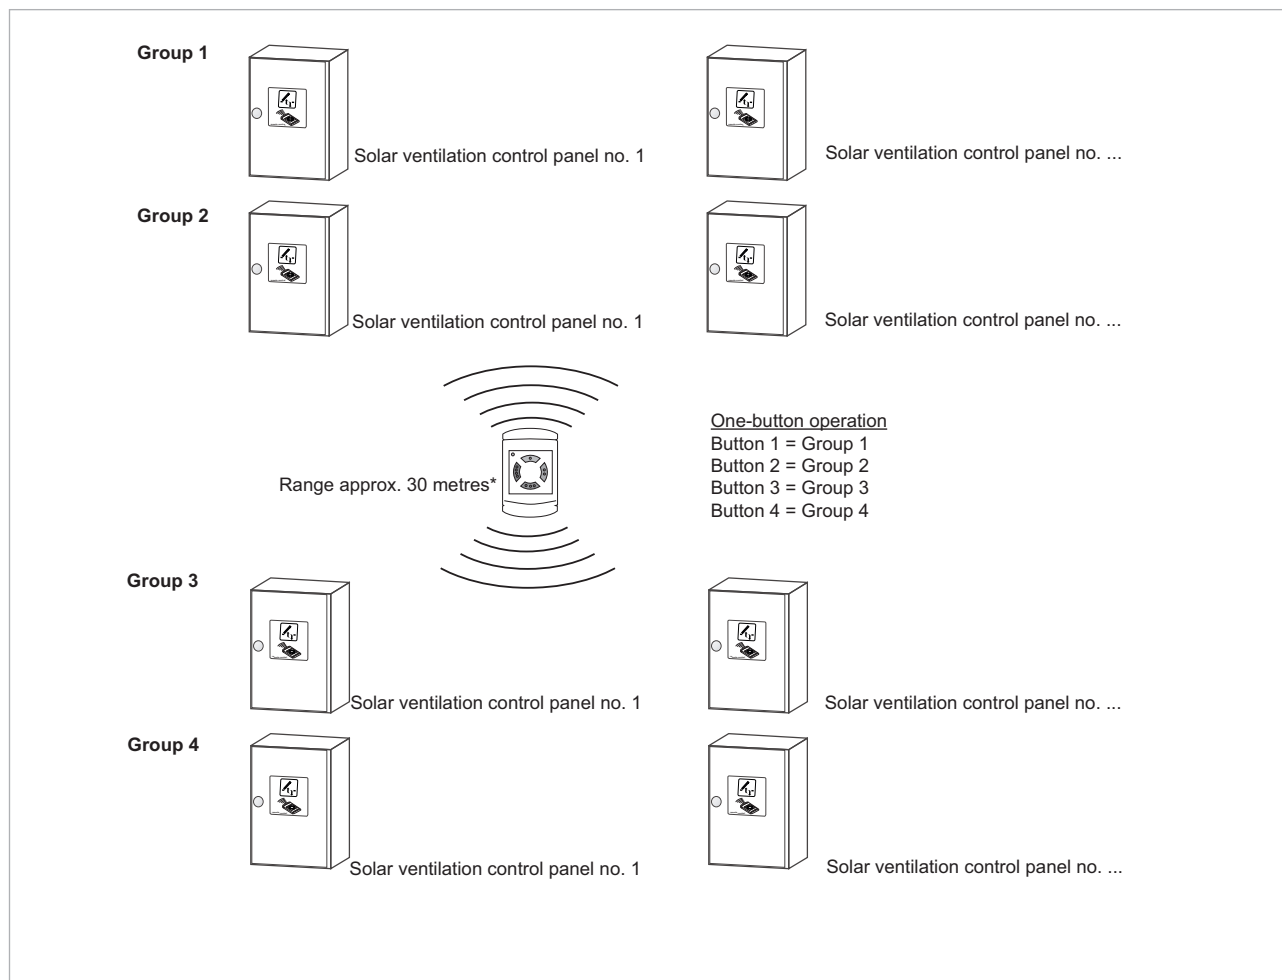 Group 1
Solar ventilation control panel no. 1
Solar ventilation control panel no. ...
Group 2
Solar ventilation control panel no. 1
Solar ventilation control panel no. ...
One-button operation
Button 1 = Group 1
Button 2 = Group 2
Button 3 = Group 3
Button 4 = Group 4
Range approx. 30 metres*
Group 3
Solar ventilation control panel no. 1
Solar ventilation control panel no. ...
Group 4
Solar ventilation control panel no. 1
Solar ventilation control panel no. ...